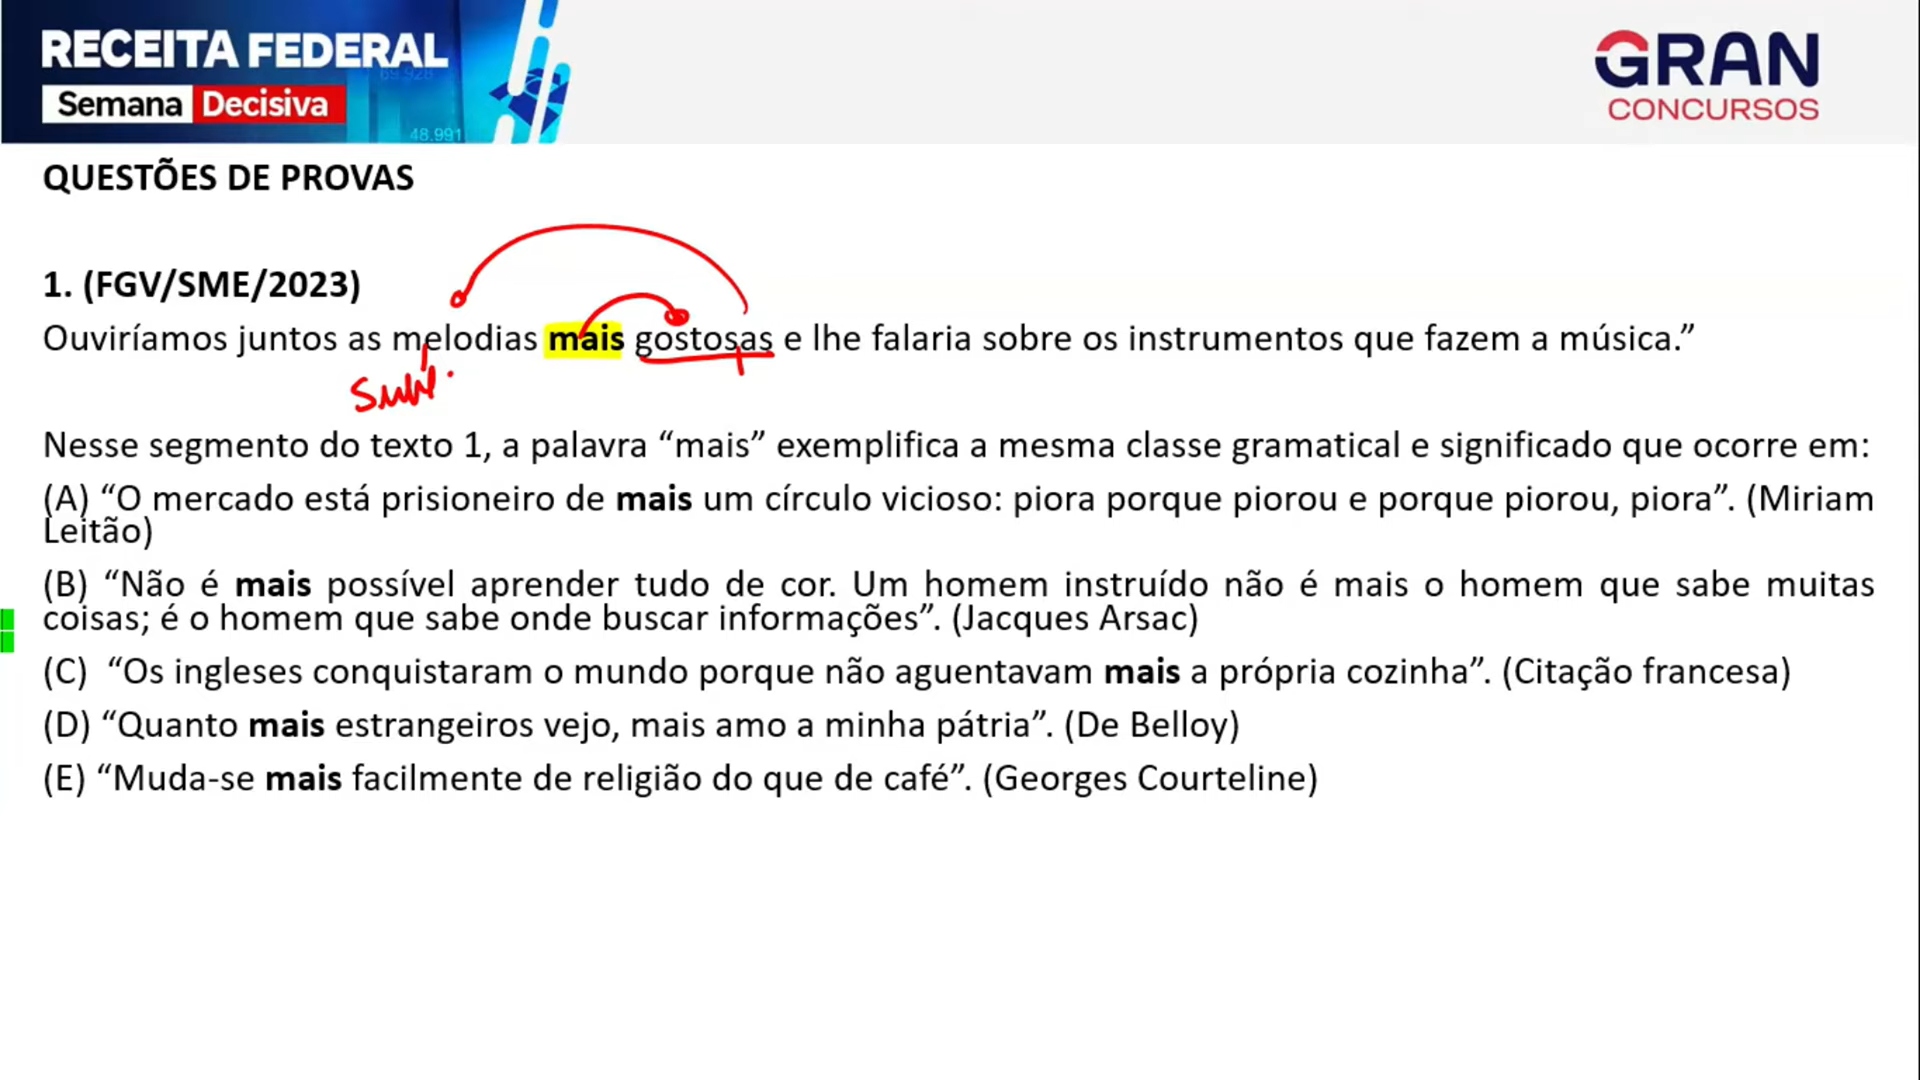 RECEITA FEDERAL
69.928
Semana Decisiva
48.991
GRAN
CONCURSOS
QUESTÕES DE PROVAS
1. (FGV/SME/2023)
Ouviríamos juntos as melodias mais gostosas e lhe falaria sobre os instrumentos que fazem a música.”
Nesse segmento do texto 1, a palavra “mais” exemplifica a mesma classe gramatical e significado que ocorre em:
(A) “O mercado está prisioneiro de mais um círculo vicioso: piora porque piorou e porque piorou, piora”. (Miriam
Leitão)
(B) “Não é mais possível aprender tudo de cor. Um homem instruído não é mais o homem que sabe muitas
coisas; é o homem que sabe onde buscar informações”. (Jacques Arsac)
(C) “Os ingleses conquistaram o mundo porque não aguentavam mais a própria cozinha”. (Citação francesa)
(D) “Quanto mais estrangeiros vejo, mais amo a minha pátria”. (De Belloy)
(E) “Muda-se mais facilmente de religião do que de café”. (Georges Courteline)